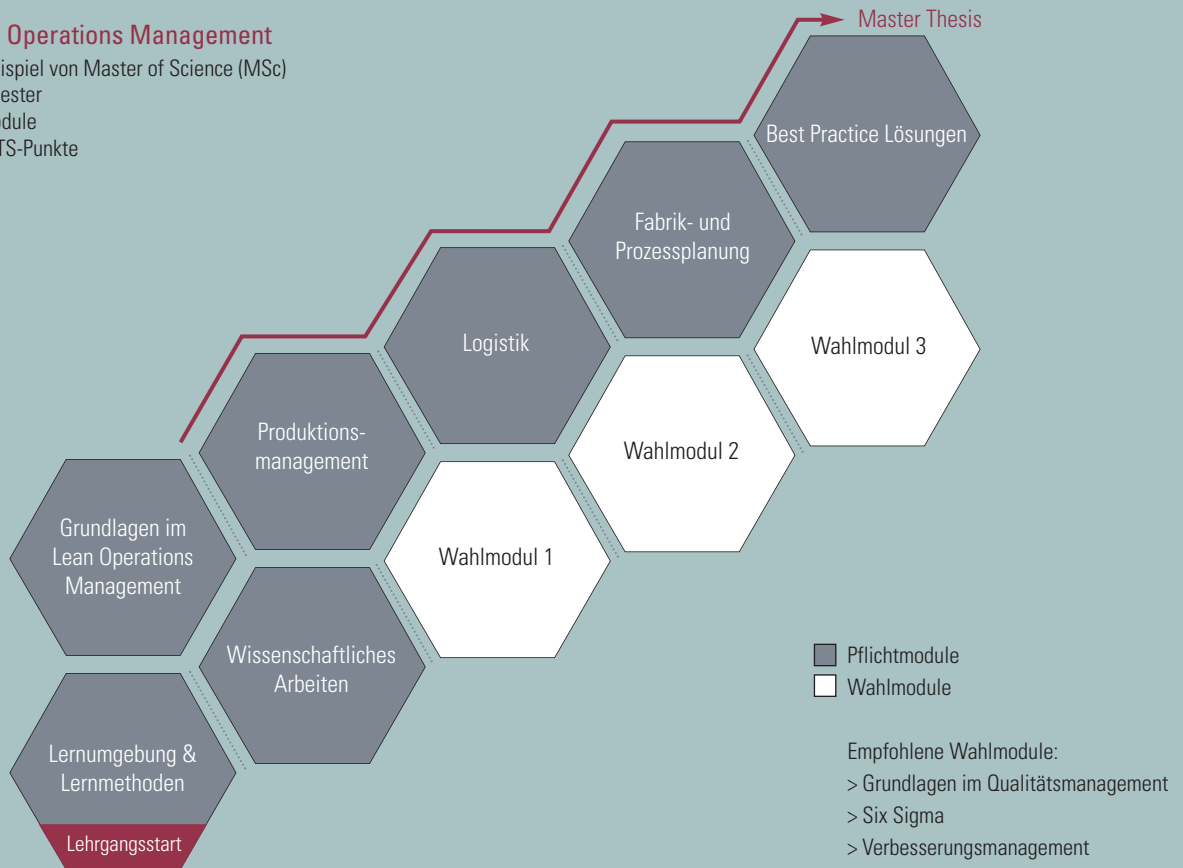 Operations Management
ispiel von Master of Science (MSc)
ester
odule
TS-Punkte
Master Thesis
Best Practice Lösungen
Fabrik- und
Prozessplanung
Wahlmodul 3
Logistik
Wahlmodul 2
Produktions-
management
Wahlmodul 1
Grundlagen im
Lean Operations
Management
Wissenschaftliches
Arbeiten
Lernumgebung &
Lernmethoden
Lehrgangsstart
Pflichtmodule
Wahlmodule
Empfohlene Wahlmodule:
> Grundlagen im Qualitätsmanagement
> Six Sigma
> Verbesserungsmanagement